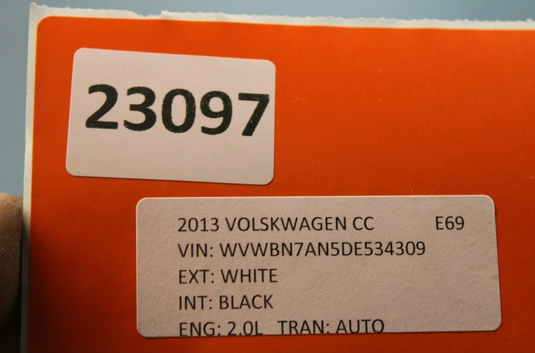 23097
2013 VOLSKWAGEN CC E69
VIN: WVWBN7AN5DE534309
EXT: WHITE
INT: BLACK
ENG: 2.0L TRAN: AUTO